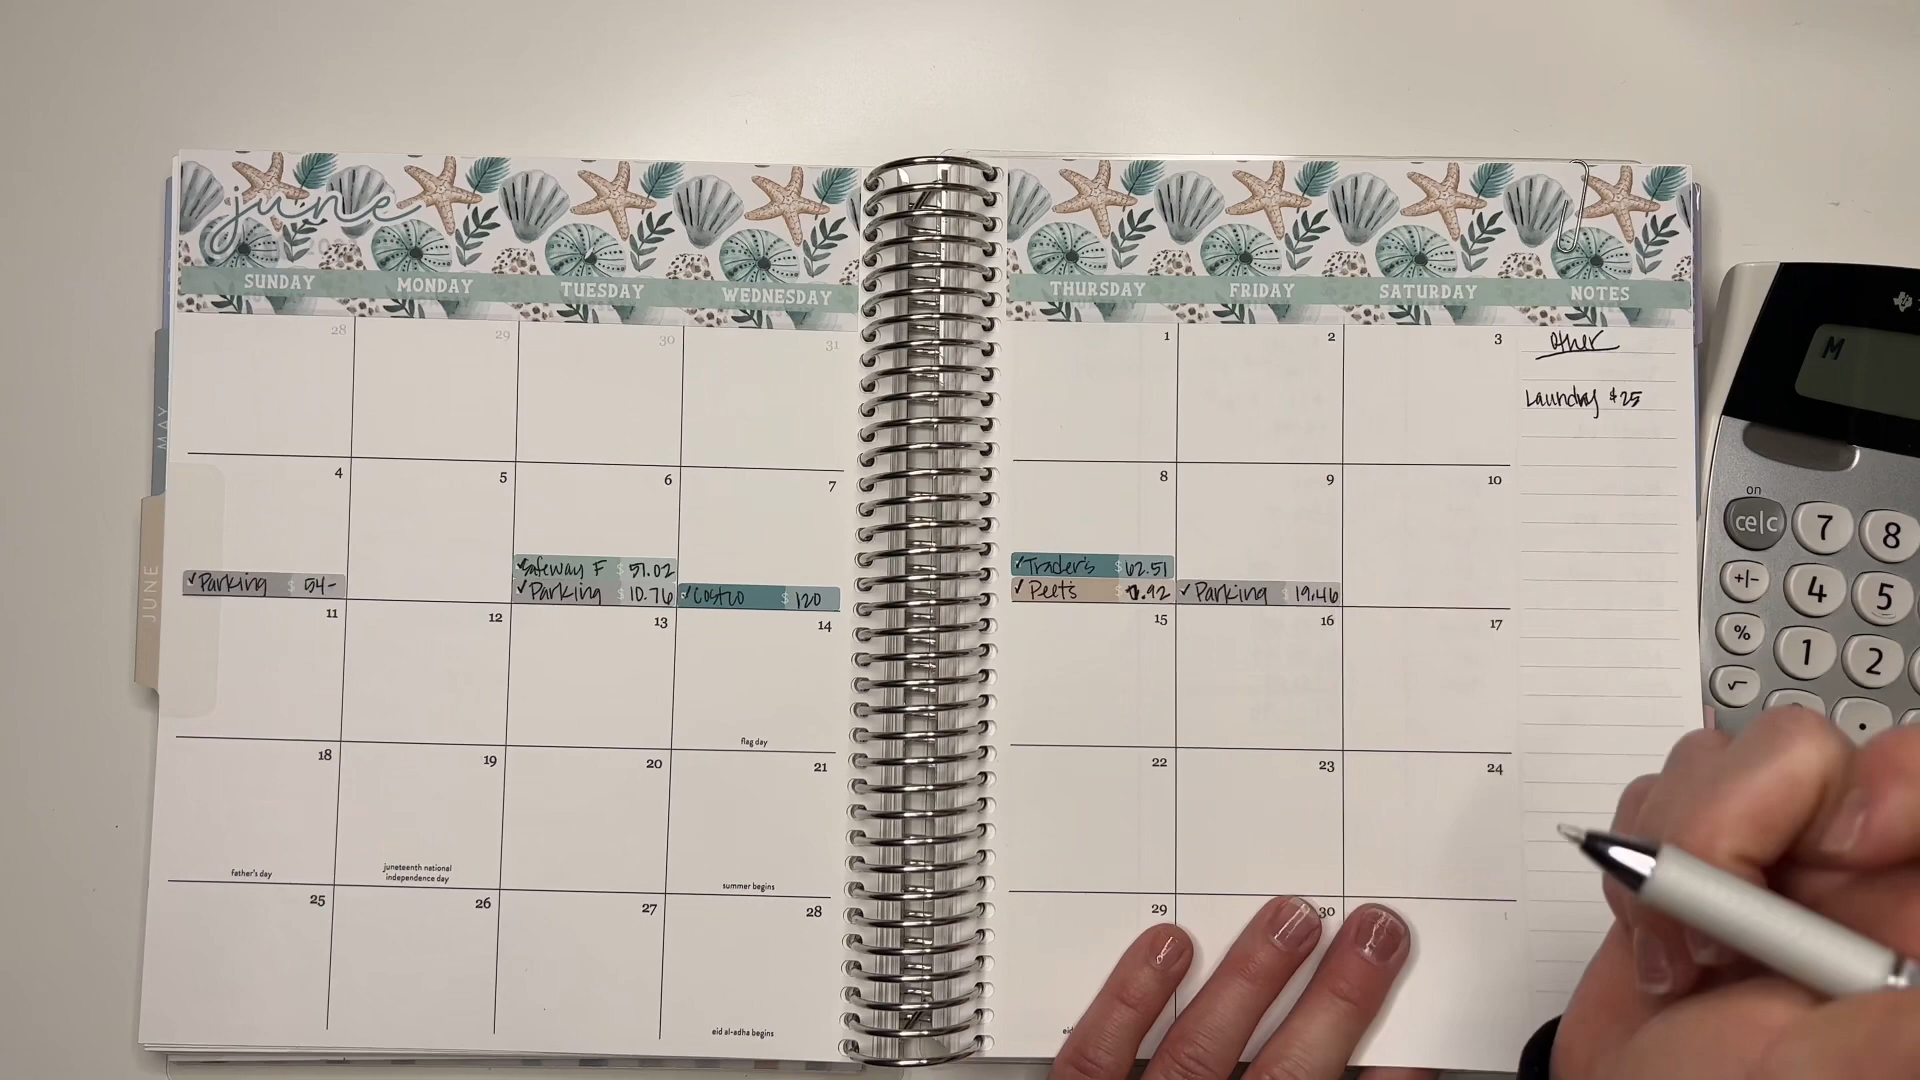 june
SUNDAY MONDAY TUESDAY WEDNESDAY THURSDAY FRIDAY SATURDAY NOTES
28 29 30 31 1 2 3
other
Laundry $25
4 5 6 7 8 9 10
✓Parking $ 54-
✓Safeway F $ 51.02
✓Parking $ 10.76
✓Costco $ 120
✓Trader's $ 62.51
✓Peet's
✓Parking $ 19.46
11 12 13 14 15 16 17
flag day
18 19 20 21 22 23 24
father's day
juneteenth national
independence day
summer begins
25 26 27 28 29 30 1
eid al-adha begins
eid
MAY
JUNE
M
on
ce|c 7 8
+|- 4 5
% 1 2
√